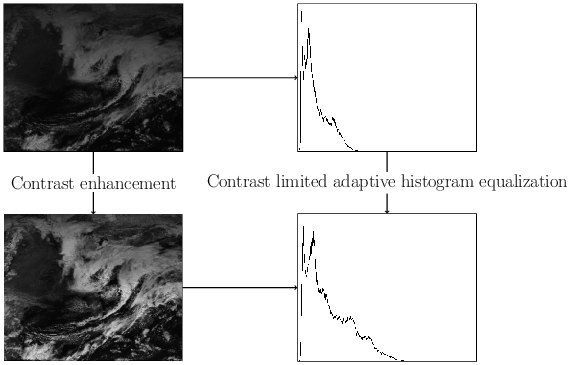 Contrast enhancement
Contrast limited adaptive histogram equalization